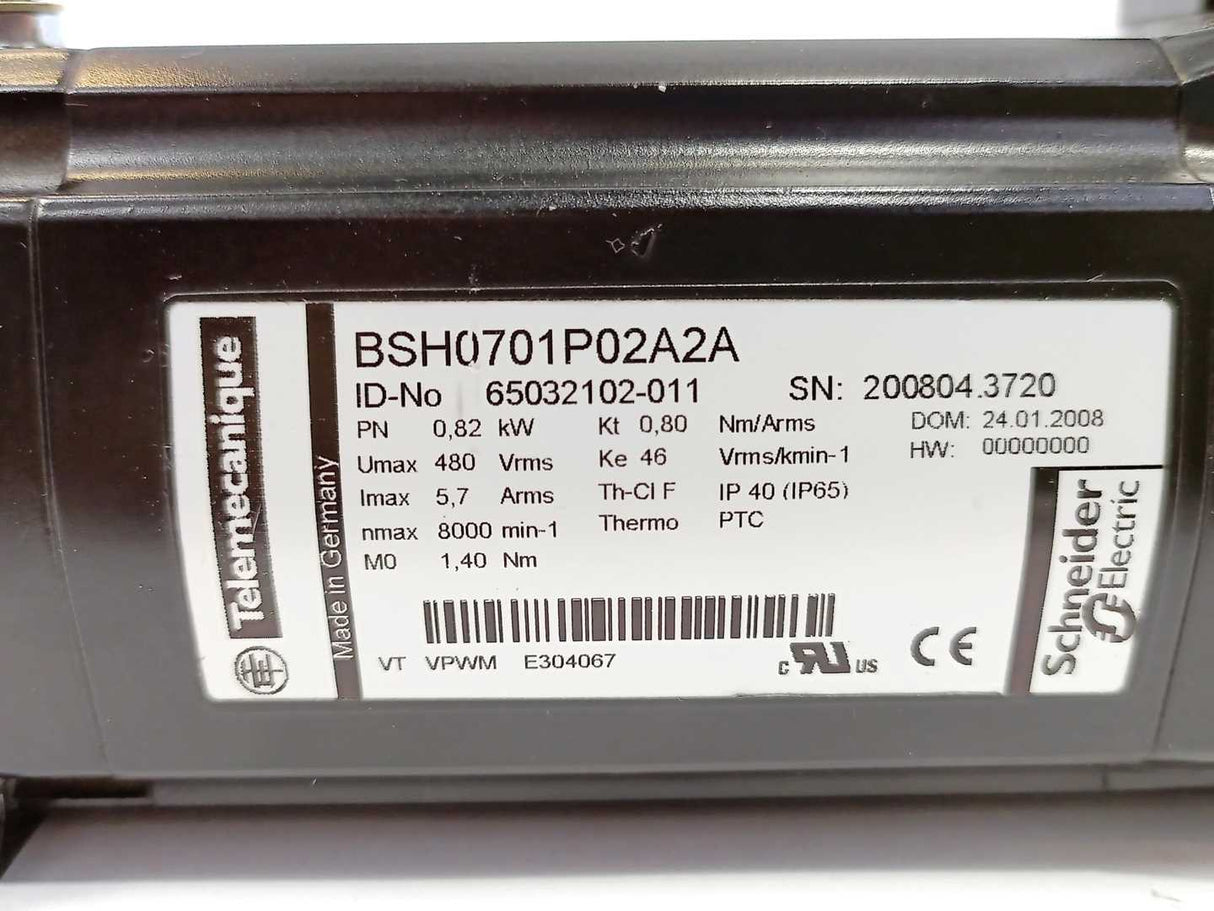 Telemecanique
Made in Germany
BSH0701P02A2A
ID-No 65032102-011 SN: 200804.3720
PN 0,82 kW Kt 0,80 Nm/Arms DOM: 24.01.2008
Umax 480 Vrms Ke 46 Vrms/kmin-1 HW: 00000000
Imax 5,7 Arms Th-Cl F IP 40 (IP65)
nmax 8000 min-1 Thermo PTC
M0 1,40 Nm
VT VPWM E304067
c RU US CE
Schneider
Electric